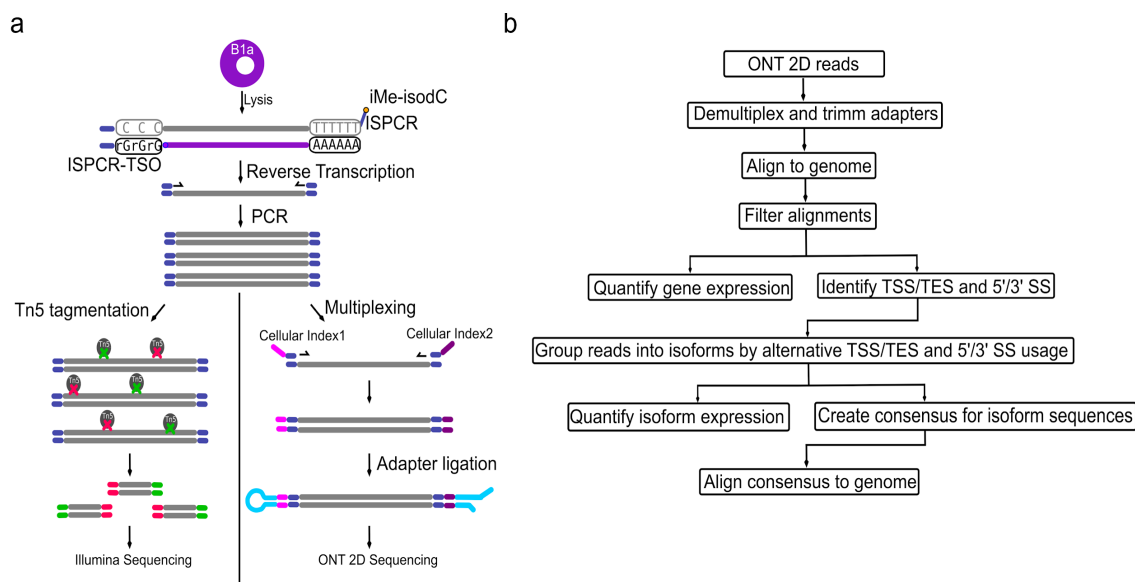 a
B1a
Lysis
iMe-isodC
ISPCR
C C C
TTTTTT
rGrGrG
AAAAAA
ISPCR-TSO
Reverse Transcription
PCR
Tn5 tagmentation
Multiplexing
Cellular Index1
Cellular Index2
Tn5
Tn5
Tn5
Tn5
Tn5
Tn5
Adapter ligation
Illumina Sequencing
ONT 2D Sequencing
b
ONT 2D reads
Demultiplex and trimm adapters
Align to genome
Filter alignments
Quantify gene expression
Identify TSS/TES and 5'/3' SS
Group reads into isoforms by alternative TSS/TES and 5'/3' SS usage
Quantify isoform expression
Create consensus for isoform sequences
Align consensus to genome